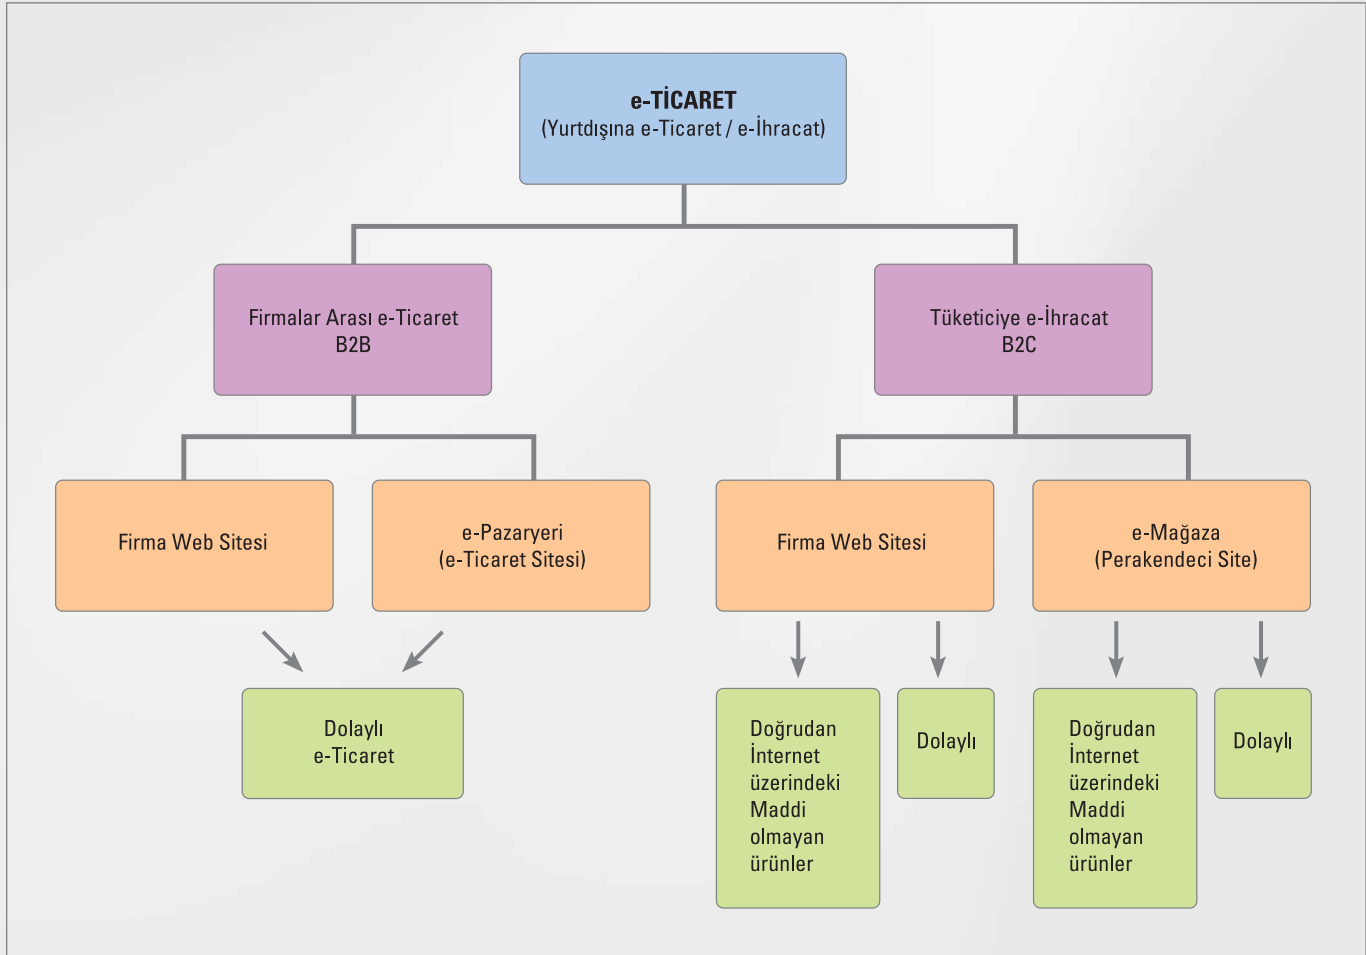 e-TİCARET
(Yurtdışına e-Ticaret / e-İhracat)
Firmalar Arası e-Ticaret
B2B
Tüketiciye e-İhracat
B2C
Firma Web Sitesi
e-Pazaryeri
(e-Ticaret Sitesi)
Firma Web Sitesi
e-Mağaza
(Perakendeci Site)
Dolaylı
e-Ticaret
Doğrudan
İnternet
üzerindeki
Maddi
olmayan
ürünler
Dolaylı
Doğrudan
İnternet
üzerindeki
Maddi
olmayan
ürünler
Dolaylı